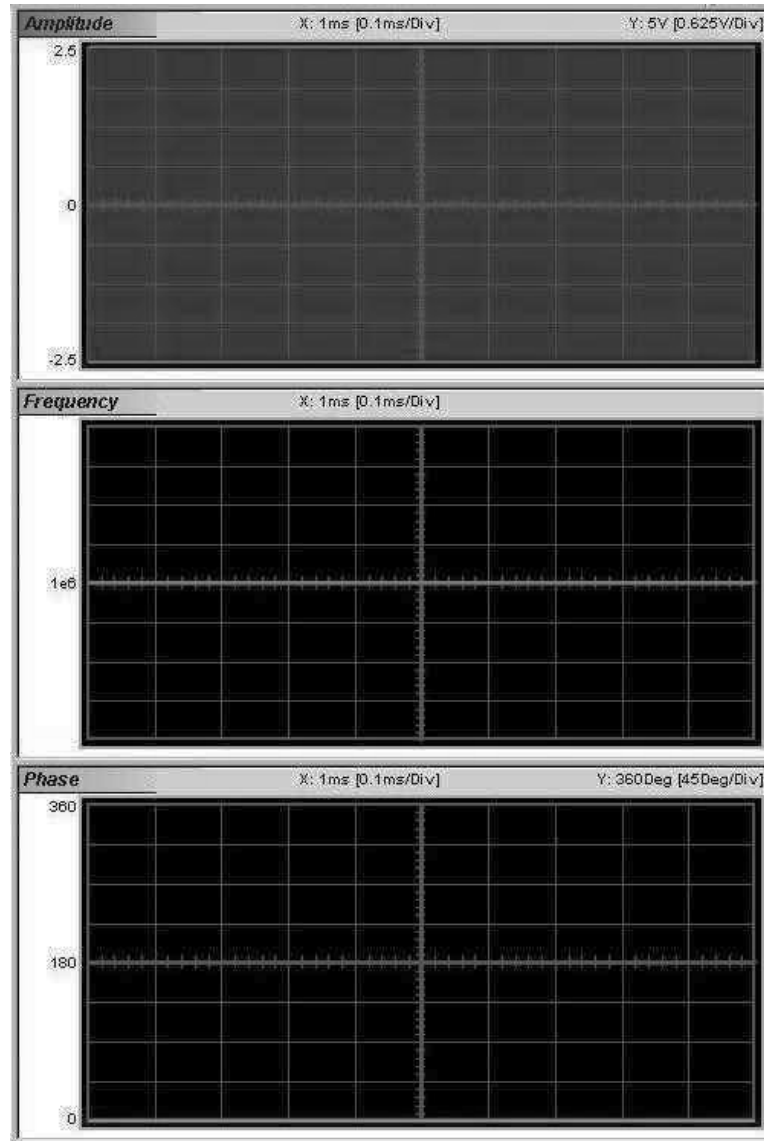 Amplitude X: 1ms [0.1ms/Div] Y: 5V [0.625V/Div]
2.5
0
-2.5
Frequency X: 1ms [0.1ms/Div]
1e6
Phase X: 1ms [0.1ms/Div] Y: 360Deg [45Deg/Div]
360
180
0